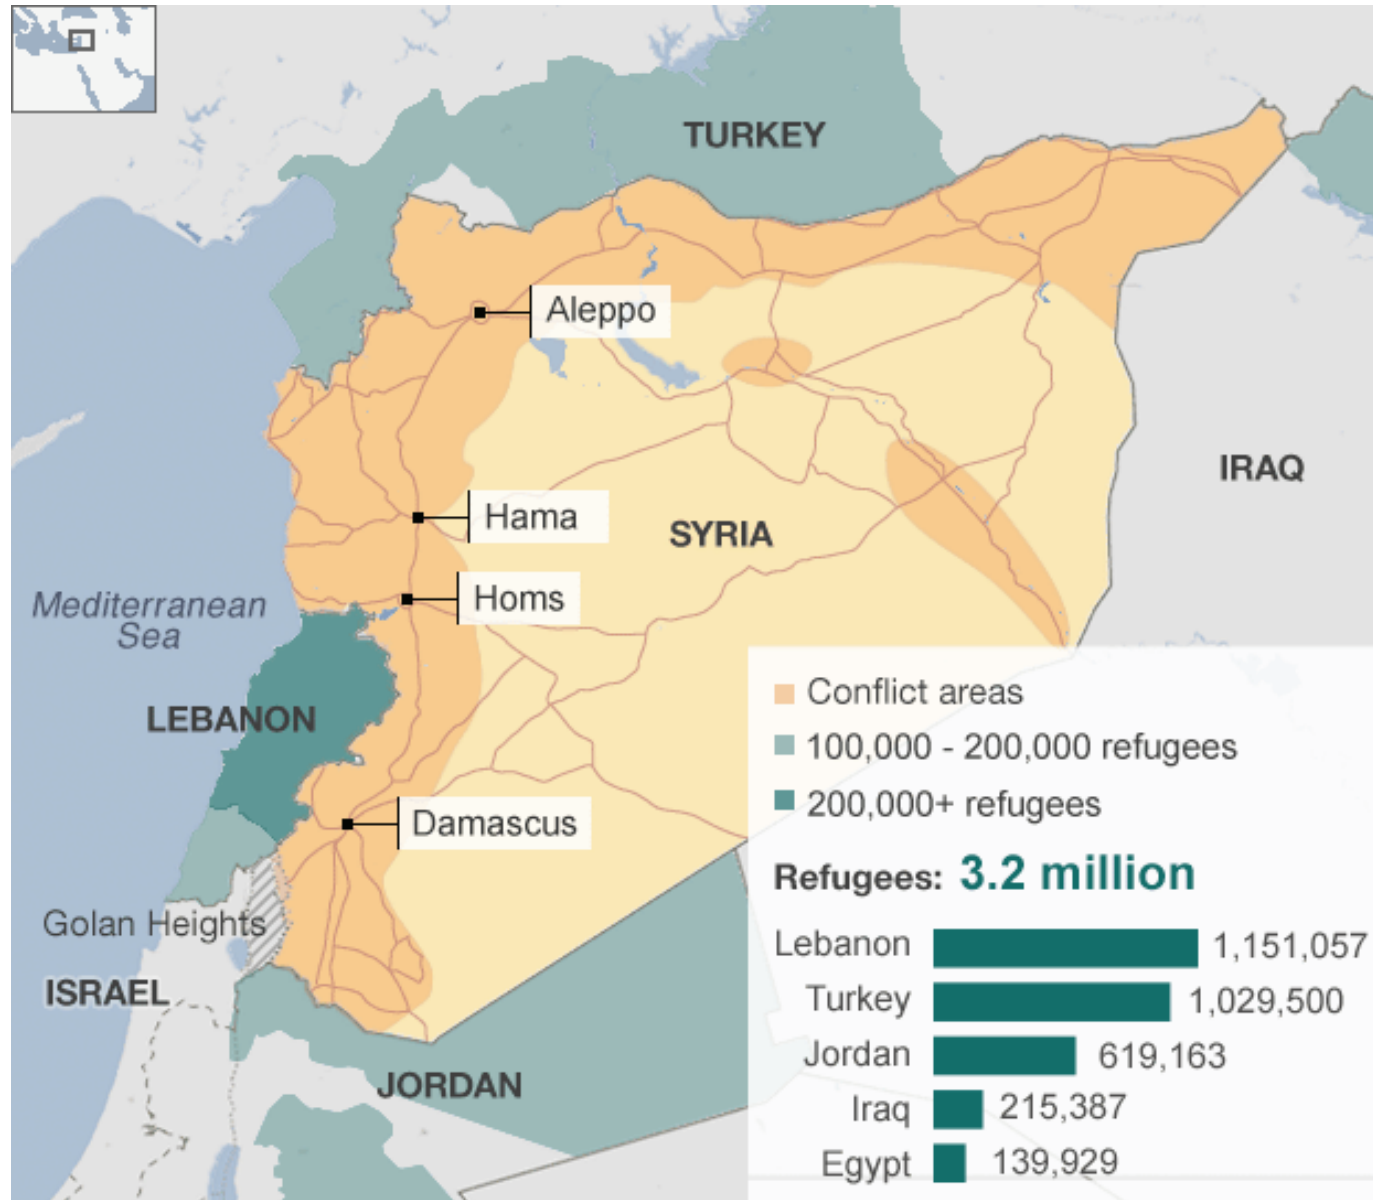 TURKEY
Aleppo
IRAQ
Hama
SYRIA
Homs
Mediterranean
Sea
LEBANON
Damascus
Golan Heights
ISRAEL
JORDAN
Conflict areas
100,000 - 200,000 refugees
200,000+ refugees
Refugees: 3.2 million
Lebanon 1,151,057
Turkey 1,029,500
Jordan 619,163
Iraq 215,387
Egypt 139,929